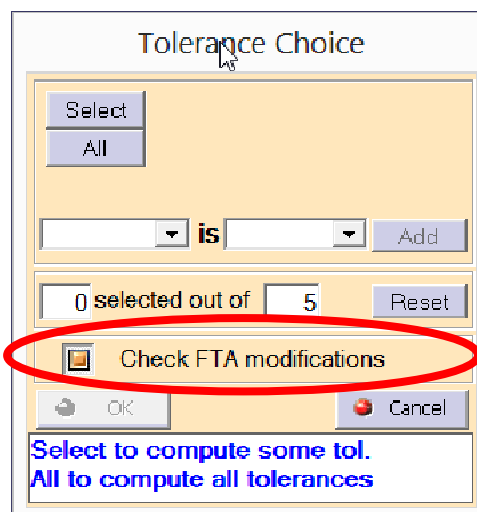 Tolerance Choice
Select
All
is Add
0 selected out of 5 Reset
Check FTA modifications
OK Cancel
Select to compute some tol.
All to compute all tolerances